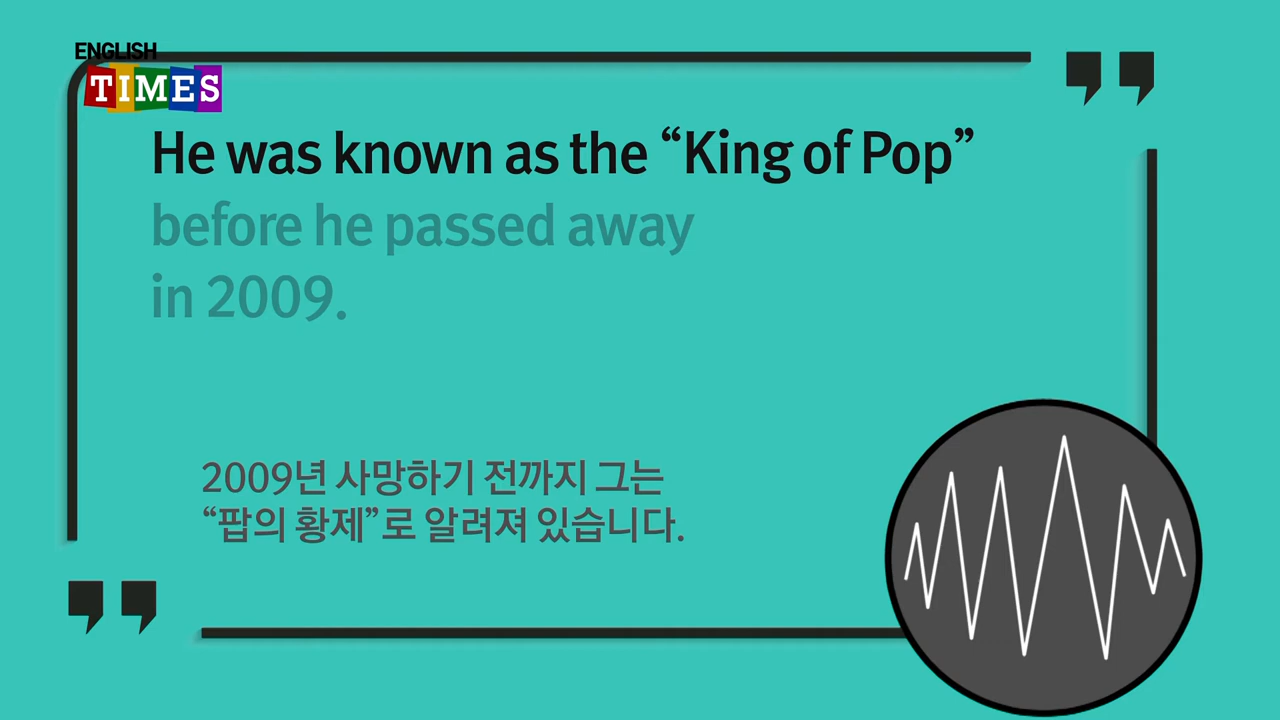 ENGLISH
TIMES
He was known as the “King of Pop”
before he passed away
in 2009.
2009년 사망하기 전까지 그는
“팝의 황제”로 알려져 있습니다.